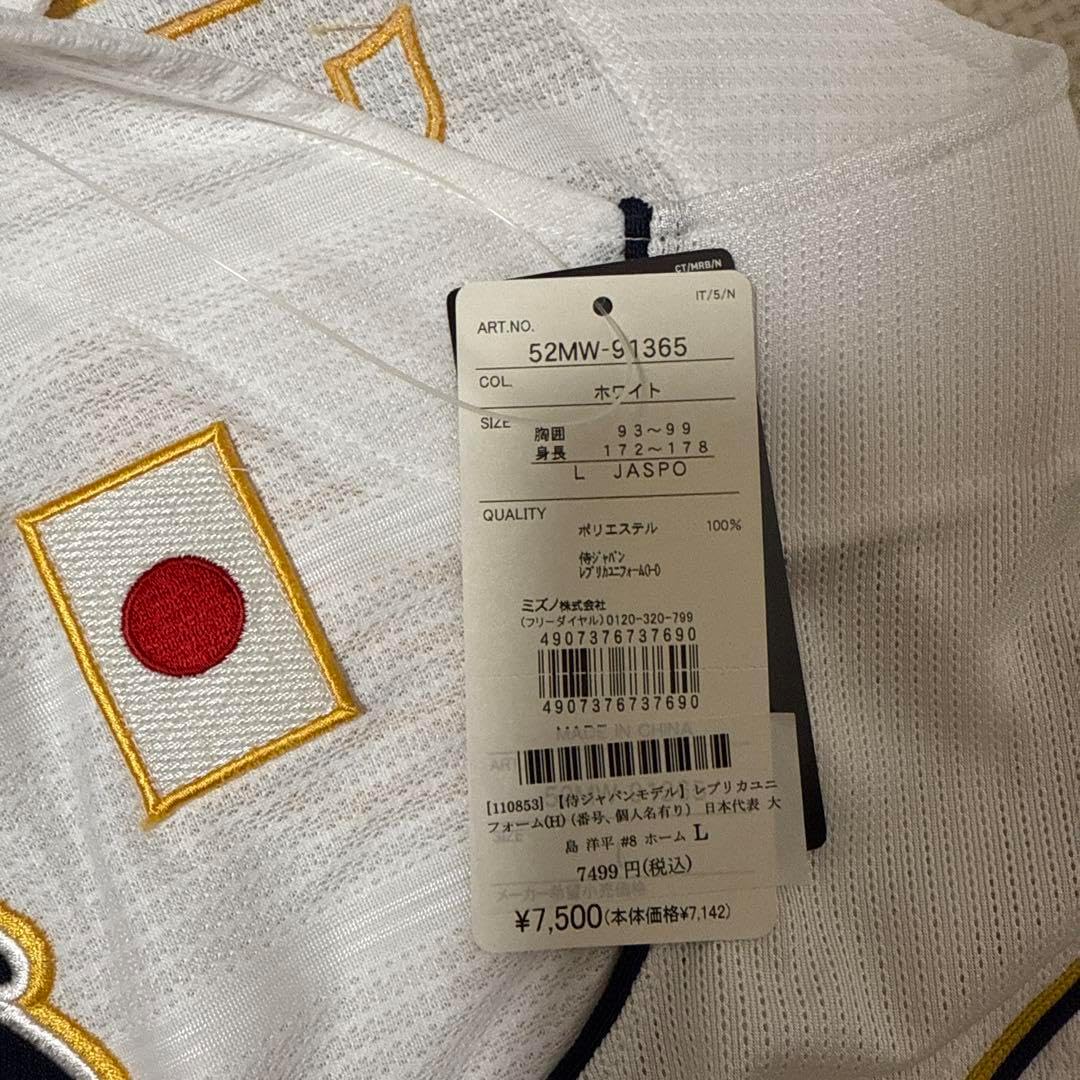 CT/MRB/N
IT/5/N
ART.NO.
52MW-91365
COL.
ホワイト
SIZE
胸囲 93～99
身長 172～178
L JASPO
QUALITY
ポリエステル 100%
侍ジャパン
レプリカユニフォーム(H)
ミズノ株式会社
(フリーダイヤル)0120-320-799
4907376737690
4907376737690
MADE IN CHINA
[110853] 【侍ジャパンモデル】レプリカユニ
フォーム(H) (番号、個人名有り) 日本代表 大
島 洋平 #8 ホーム L
7499 円(税込)
メーカー希望小売価格
¥7,500(本体価格¥7,142)